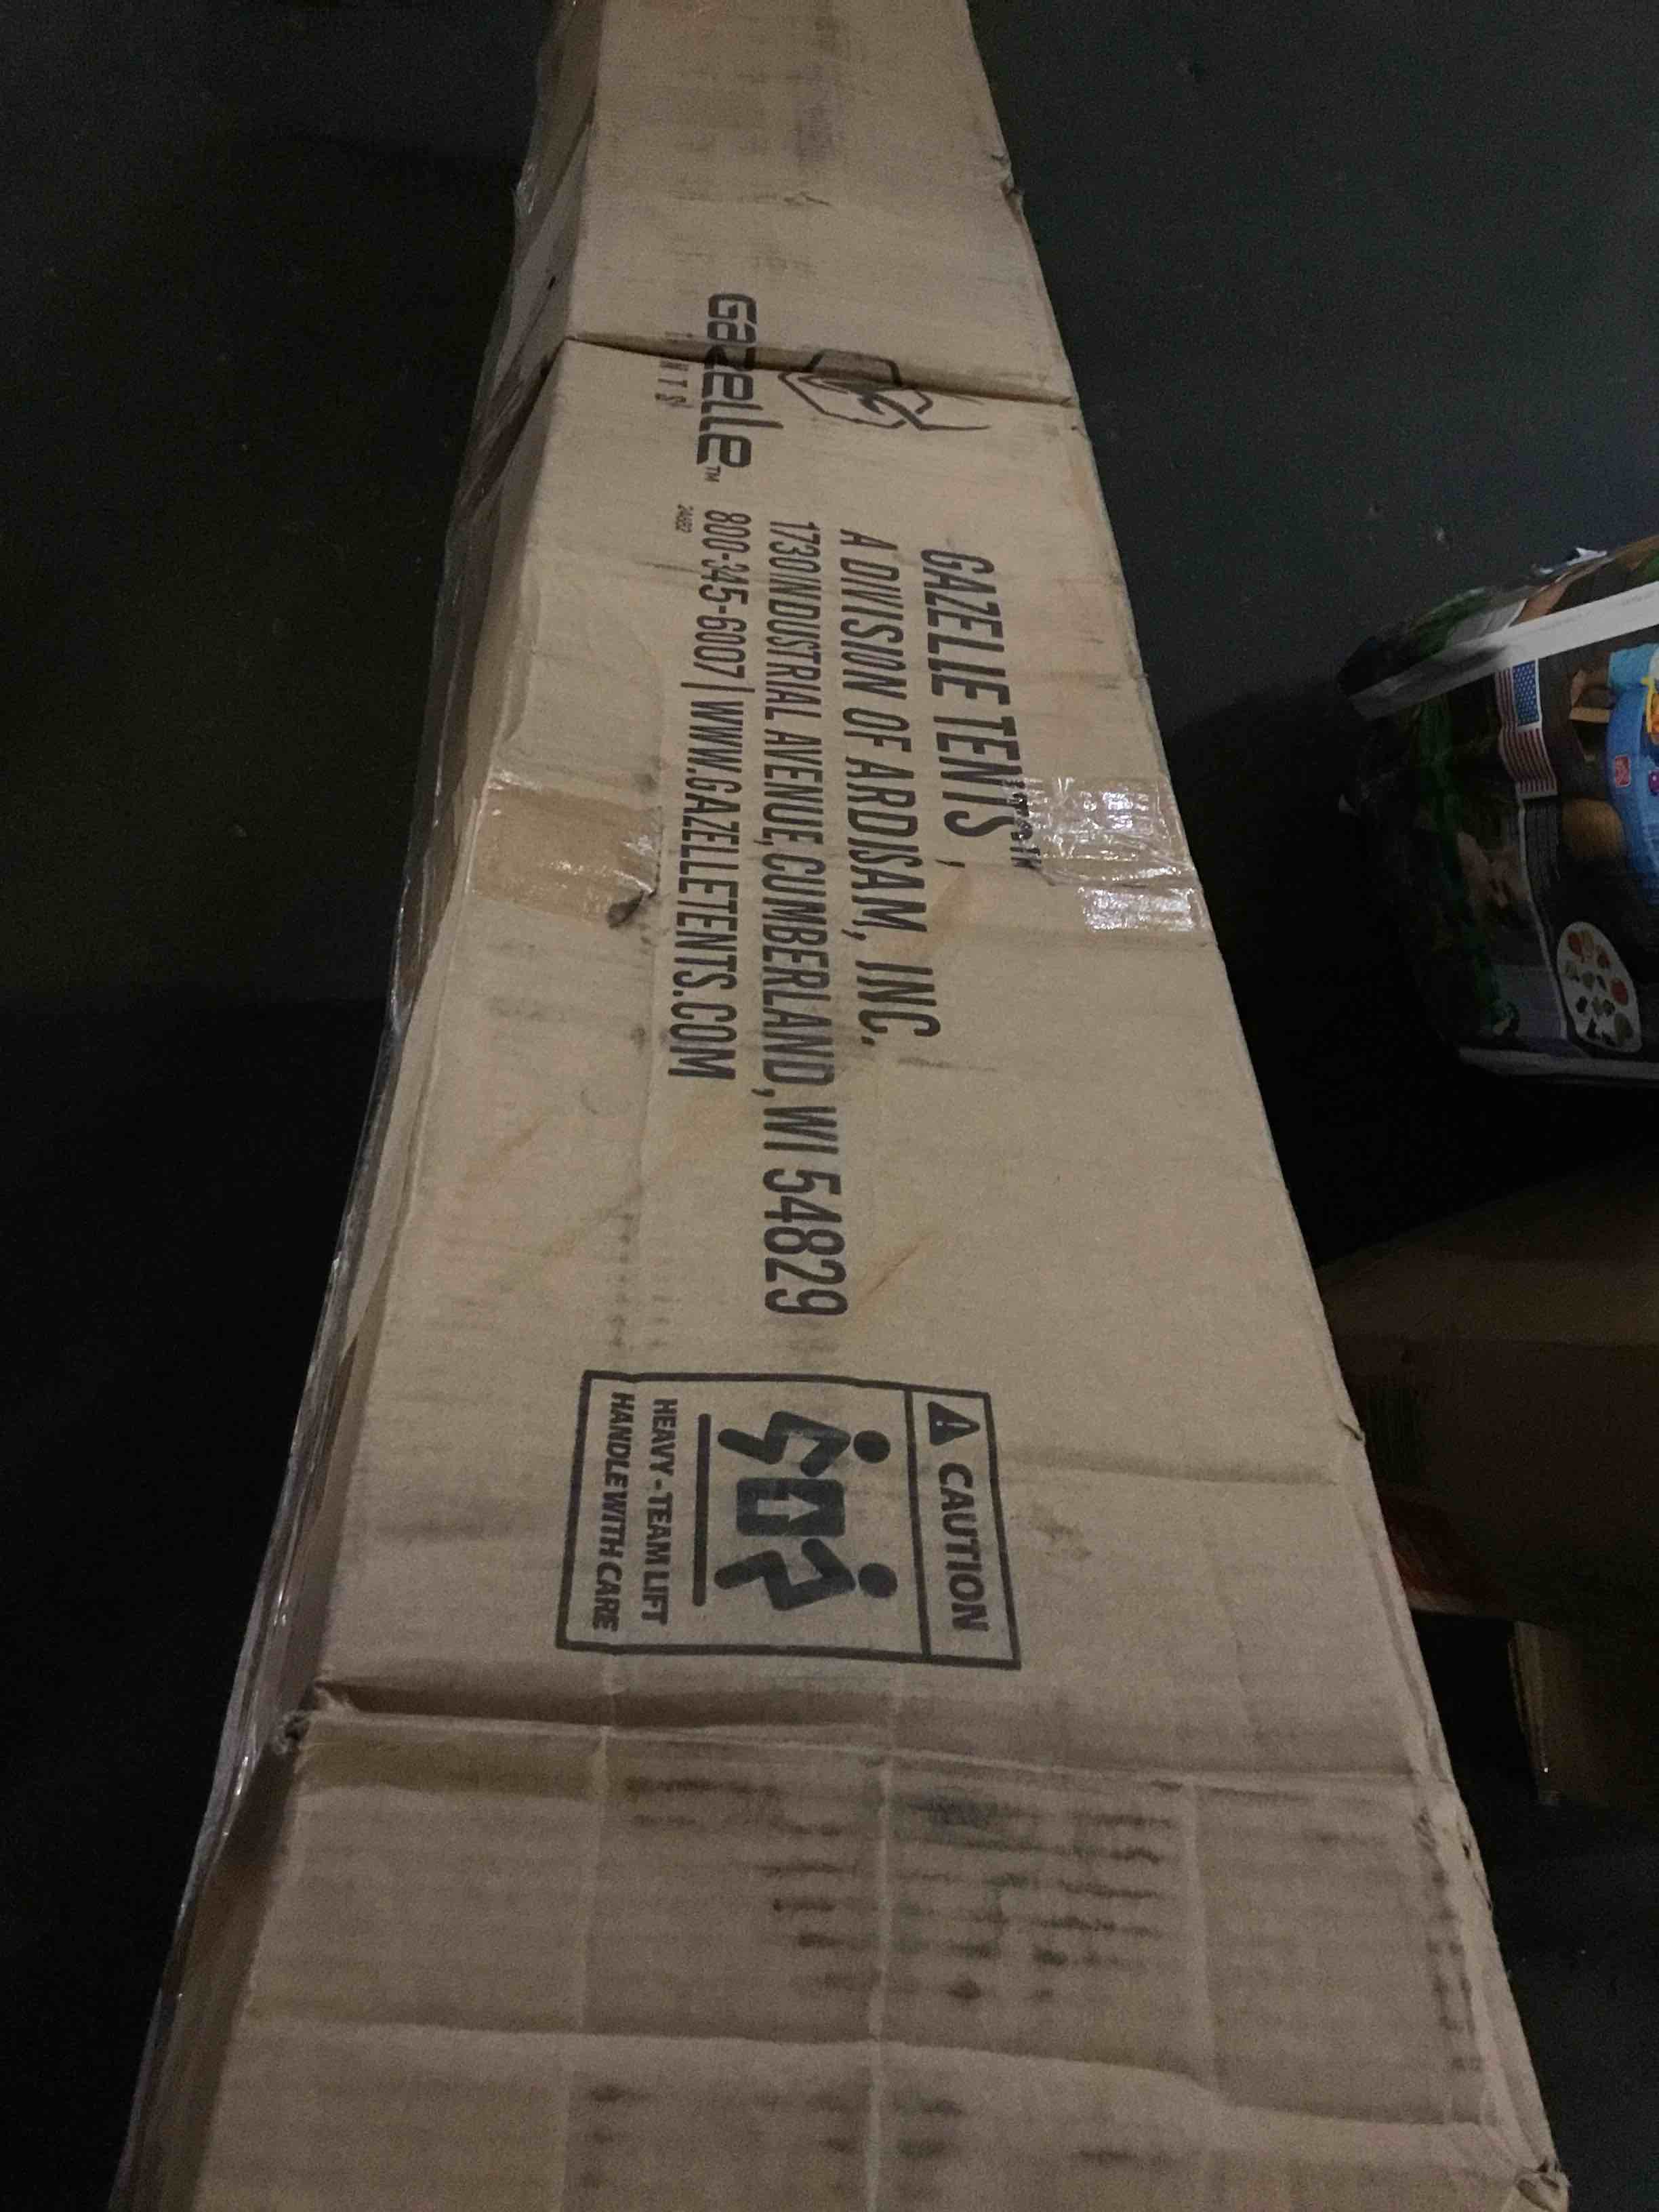 Gazelle™
TENTS
GAZELLE TENTS,
A DIVISION OF ARDISAM, INC.
1730 INDUSTRIAL AVENUE, CUMBERLAND, WI 54829
800-345-6007 | WWW.GAZELLETENTS.COM
CAUTION
HEAVY - TEAM LIFT
HANDLE WITH CARE